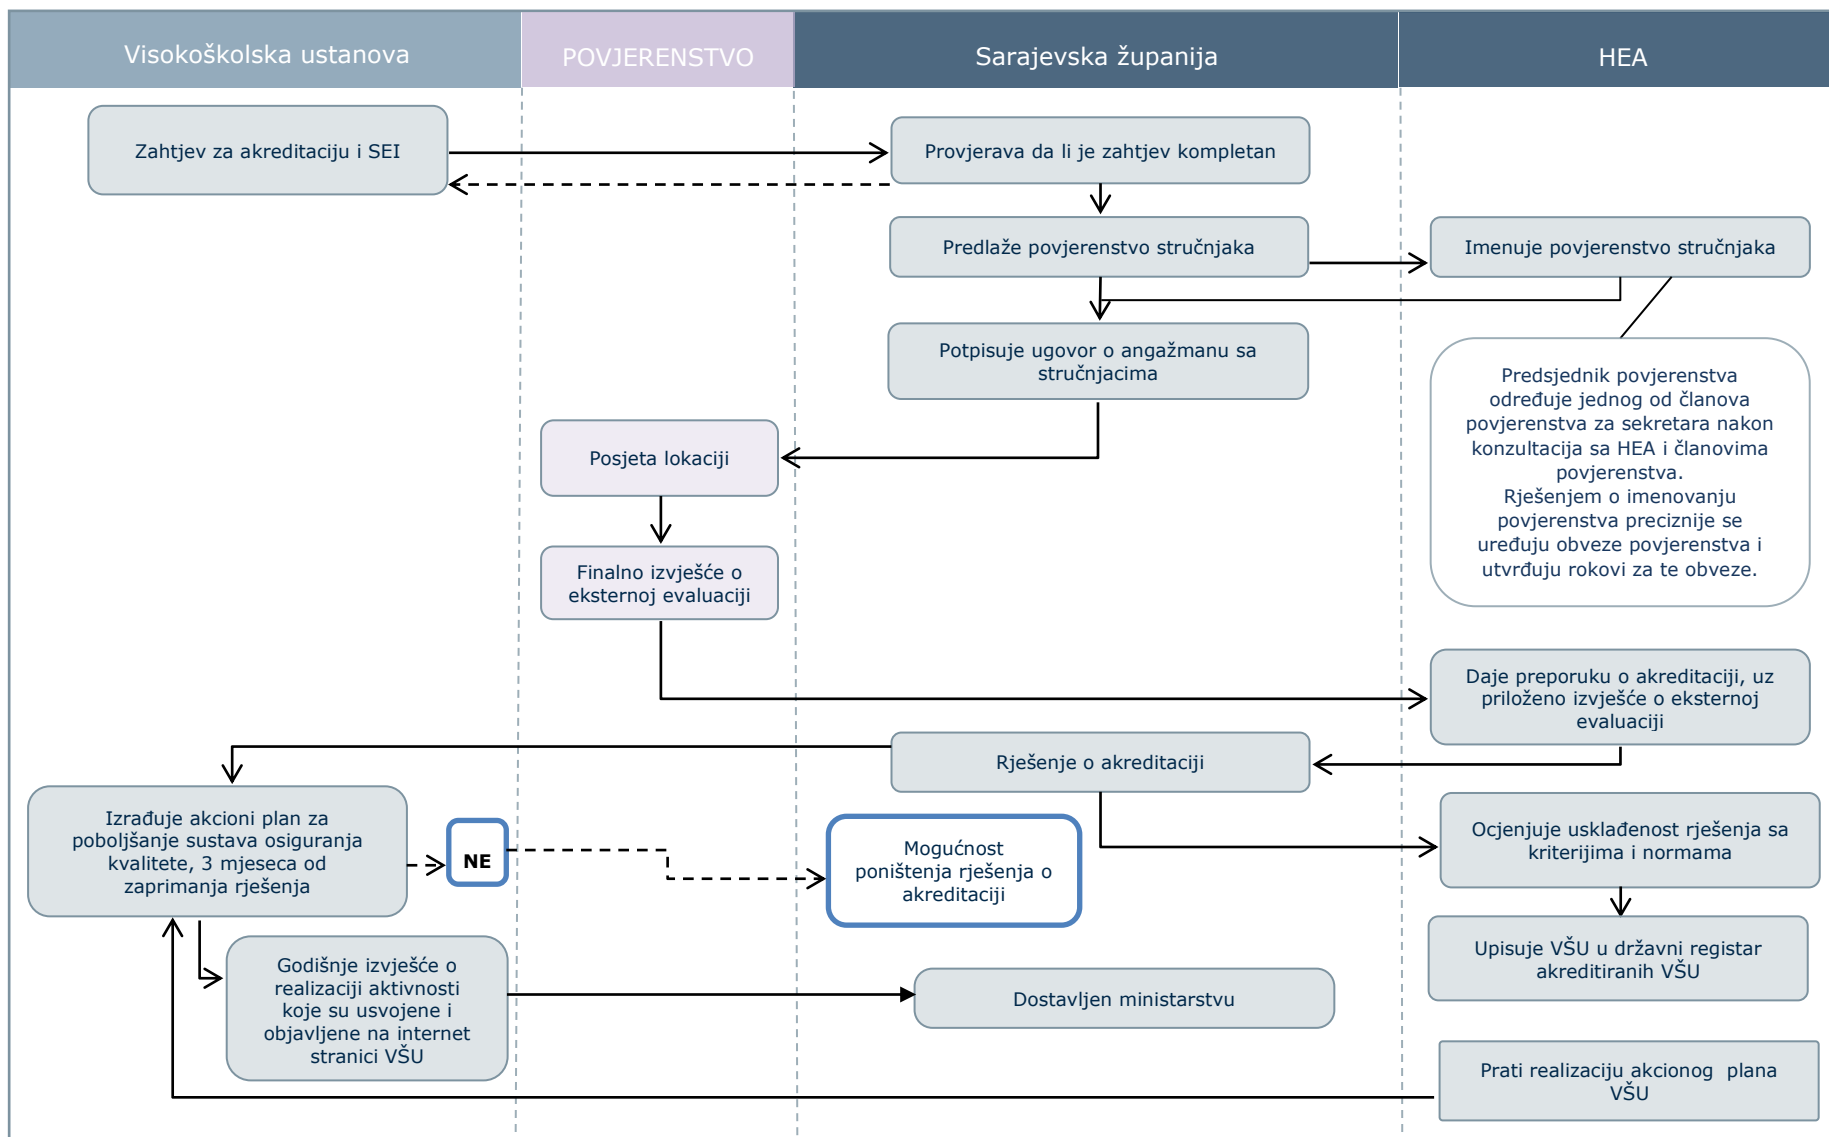 Visokoškolska ustanova
POVJERENSTVO
Sarajevska županija
HEA
Zahtjev za akreditaciju i SEI
Provjerava da li je zahtjev kompletan
Predlaže povjerenstvo stručnjaka
Imenuje povjerenstvo stručnjaka
Potpisuje ugovor o angažmanu sa
stručnjacima
Predsjednik povjerenstva
određuje jednog od članova
povjerenstva za sekretara nakon
konzultacija sa HEA i članovima
povjerenstva.
Rješenjem o imenovanju
povjerenstva preciznije se
uređuju obveze povjerenstva i
utvrđuju rokovi za te obveze.
Posjeta lokaciji
Finalno izvješće o
eksternoj evaluaciji
Daje preporuku o akreditaciji, uz
priloženo izvješće o eksternoj
evaluaciji
Rješenje o akreditaciji
Izrađuje akcioni plan za
poboljšanje sustava osiguranja
kvalitete, 3 mjeseca od
zaprimanja rješenja
NE
Mogućnost
poništenja rješenja o
akreditaciji
Ocjenjuje usklađenost rješenja sa
kriterijima i normama
Upisuje VŠU u državni registar
akreditiranih VŠU
Godišnje izvješće o
realizaciji aktivnosti
koje su usvojene i
objavljene na internet
stranici VŠU
Dostavljen ministarstvu
Prati realizaciju akcionog  plana
VŠU